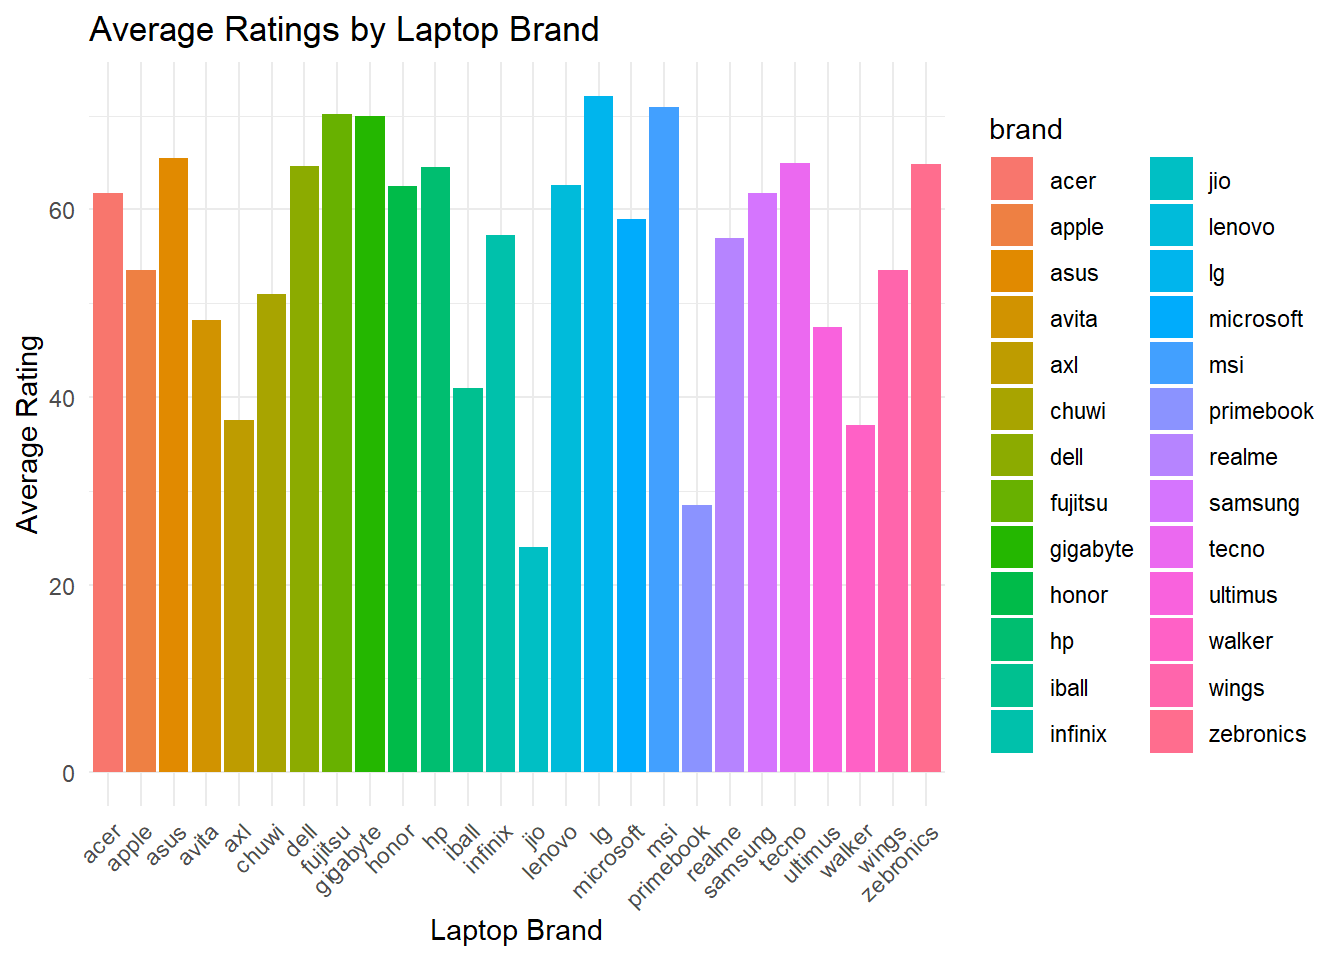 Average Ratings by Laptop Brand
Average Rating
60
40
20
0
acer
apple
asus
avita
axl
chuwi
dell
fujitsu
gigabyte
honor
hp
iball
infinix
jio
lenovo
lg
microsoft
msi
primebook
realme
samsung
tecno
ultimus
walker
wings
zebronics
Laptop Brand
brand
acer
apple
asus
avita
axl
chuwi
dell
fujitsu
gigabyte
honor
hp
iball
infinix
jio
lenovo
lg
microsoft
msi
primebook
realme
samsung
tecno
ultimus
walker
wings
zebronics